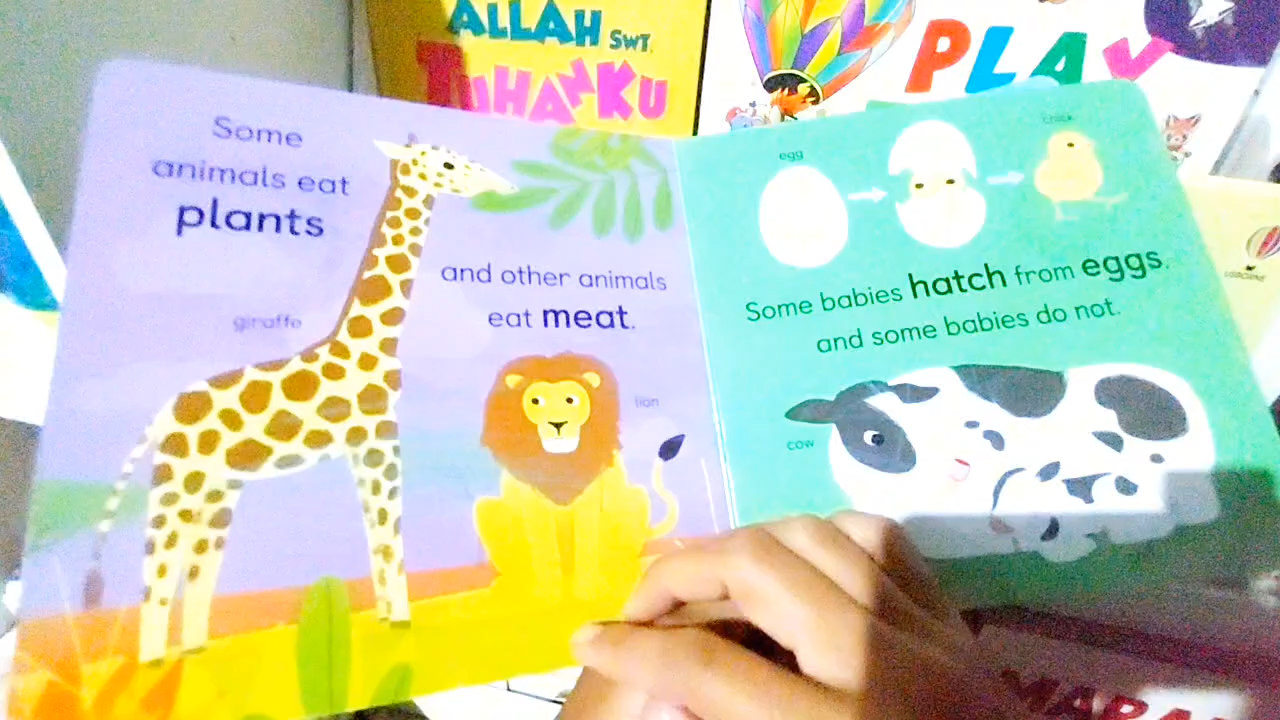 ALLAH SWT.
TUHANKU
PLAY
Some
animals eat
plants
giraffe
and other animals
eat meat.
lion
egg
chick
Some babies hatch from eggs,
and some babies do not.
cow